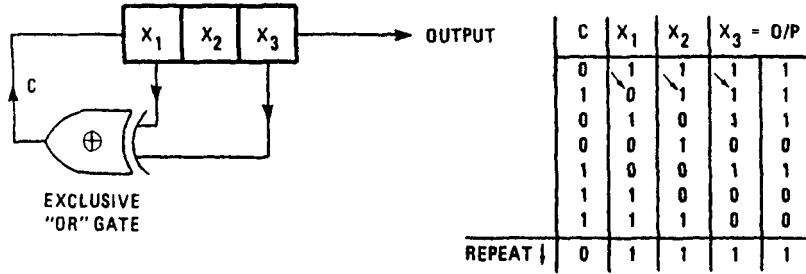 X1 X2 X3
OUTPUT
C
⊕
EXCLUSIVE
"OR" GATE
C X1 X2 X3 = O/P
0 1 1 1 1
1 0 1 1 1
0 1 0 1 1
0 0 1 0 0
1 0 0 1 1
1 1 0 0 0
1 1 1 0 0
REPEAT 0 1 1 1 1